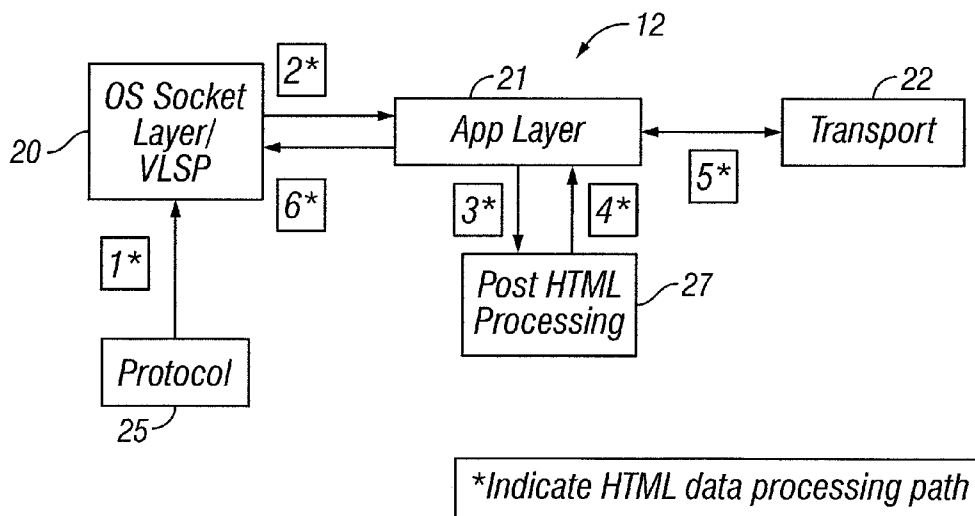 12
2*
21
22
OS Socket
Layer/
VLSP
20
App Layer
Transport
5*
6*
3*
4*
1*
Post HTML
Processing
27
Protocol
25
*Indicate HTML data processing path